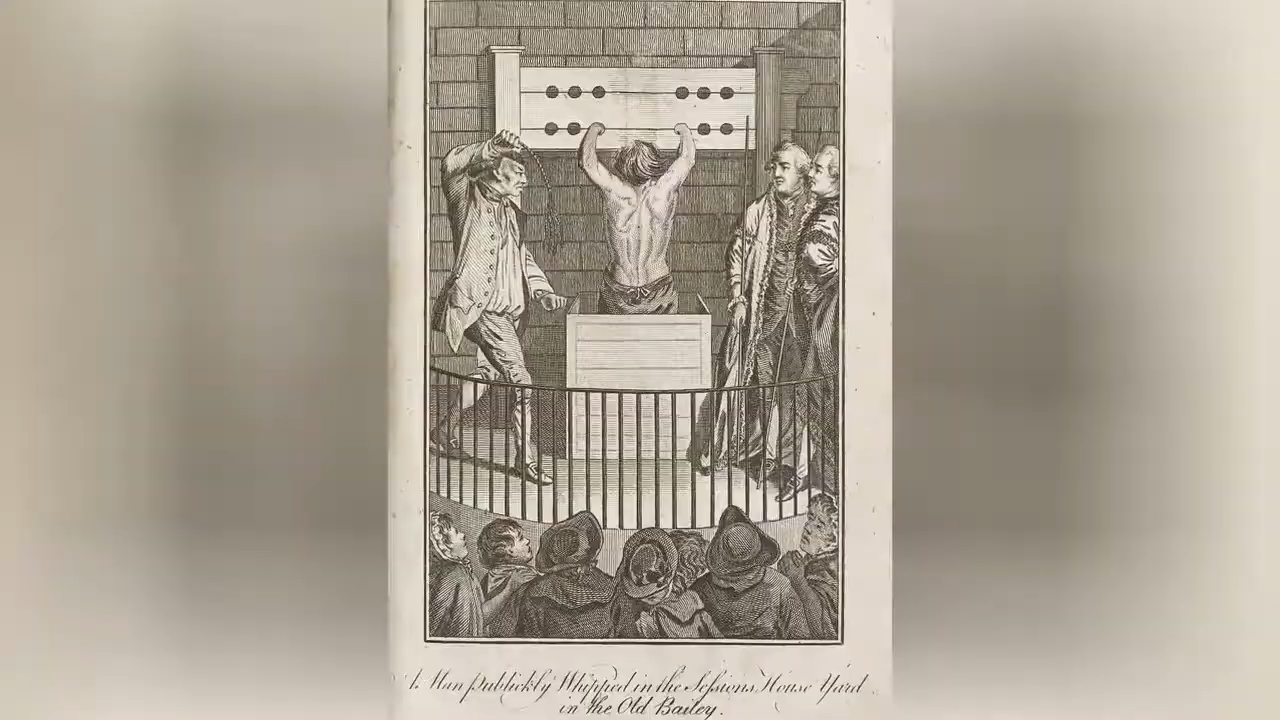 A Man Publickly Whipped in the Sessions House Yard
in the Old Bailey.